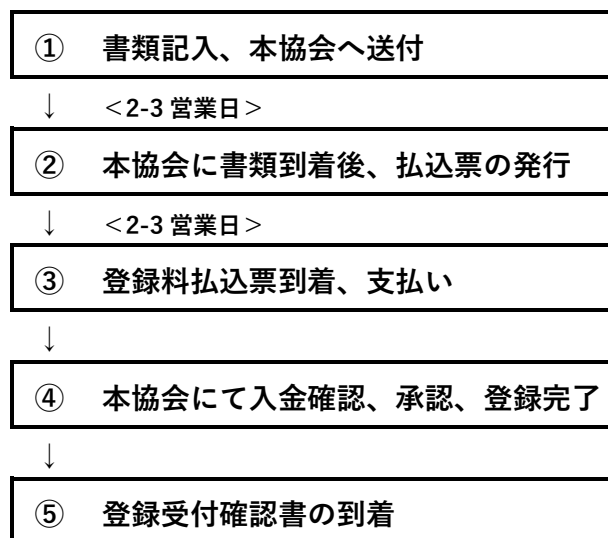 ① 書類記入、本協会へ送付
↓ ＜2-3 営業日＞
② 本協会に書類到着後、払込票の発行
↓ ＜2-3 営業日＞
③ 登録料払込票到着、支払い
↓
④ 本協会にて入金確認、承認、登録完了
↓
⑤ 登録受付確認書の到着